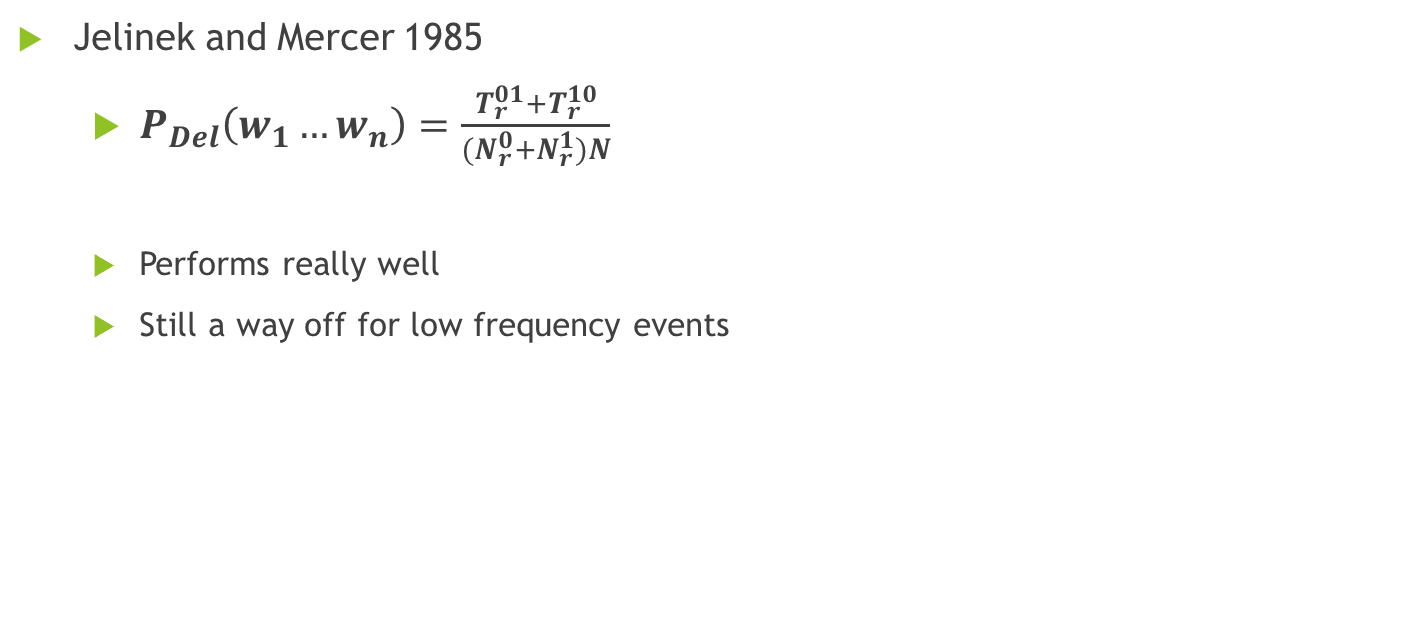 Jelinek and Mercer 1985
P_Del(w_1 … w_n) = (T_r^01+T_r^10)/((N_r^0+N_r^1)N)
Performs really well
Still a way off for low frequency events